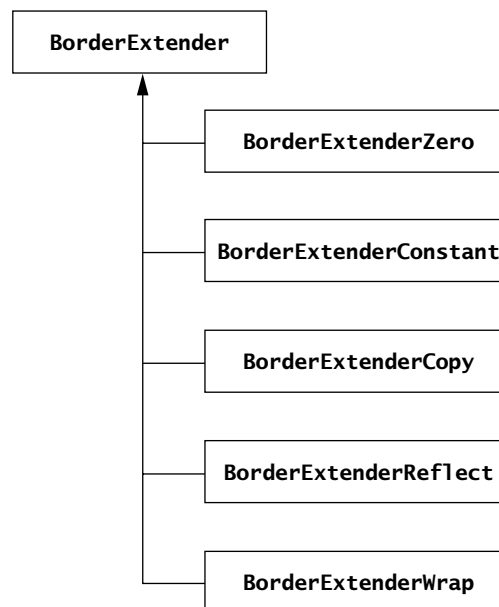 BorderExtender
BorderExtenderZero
BorderExtenderConstant
BorderExtenderCopy
BorderExtenderReflect
BorderExtenderWrap